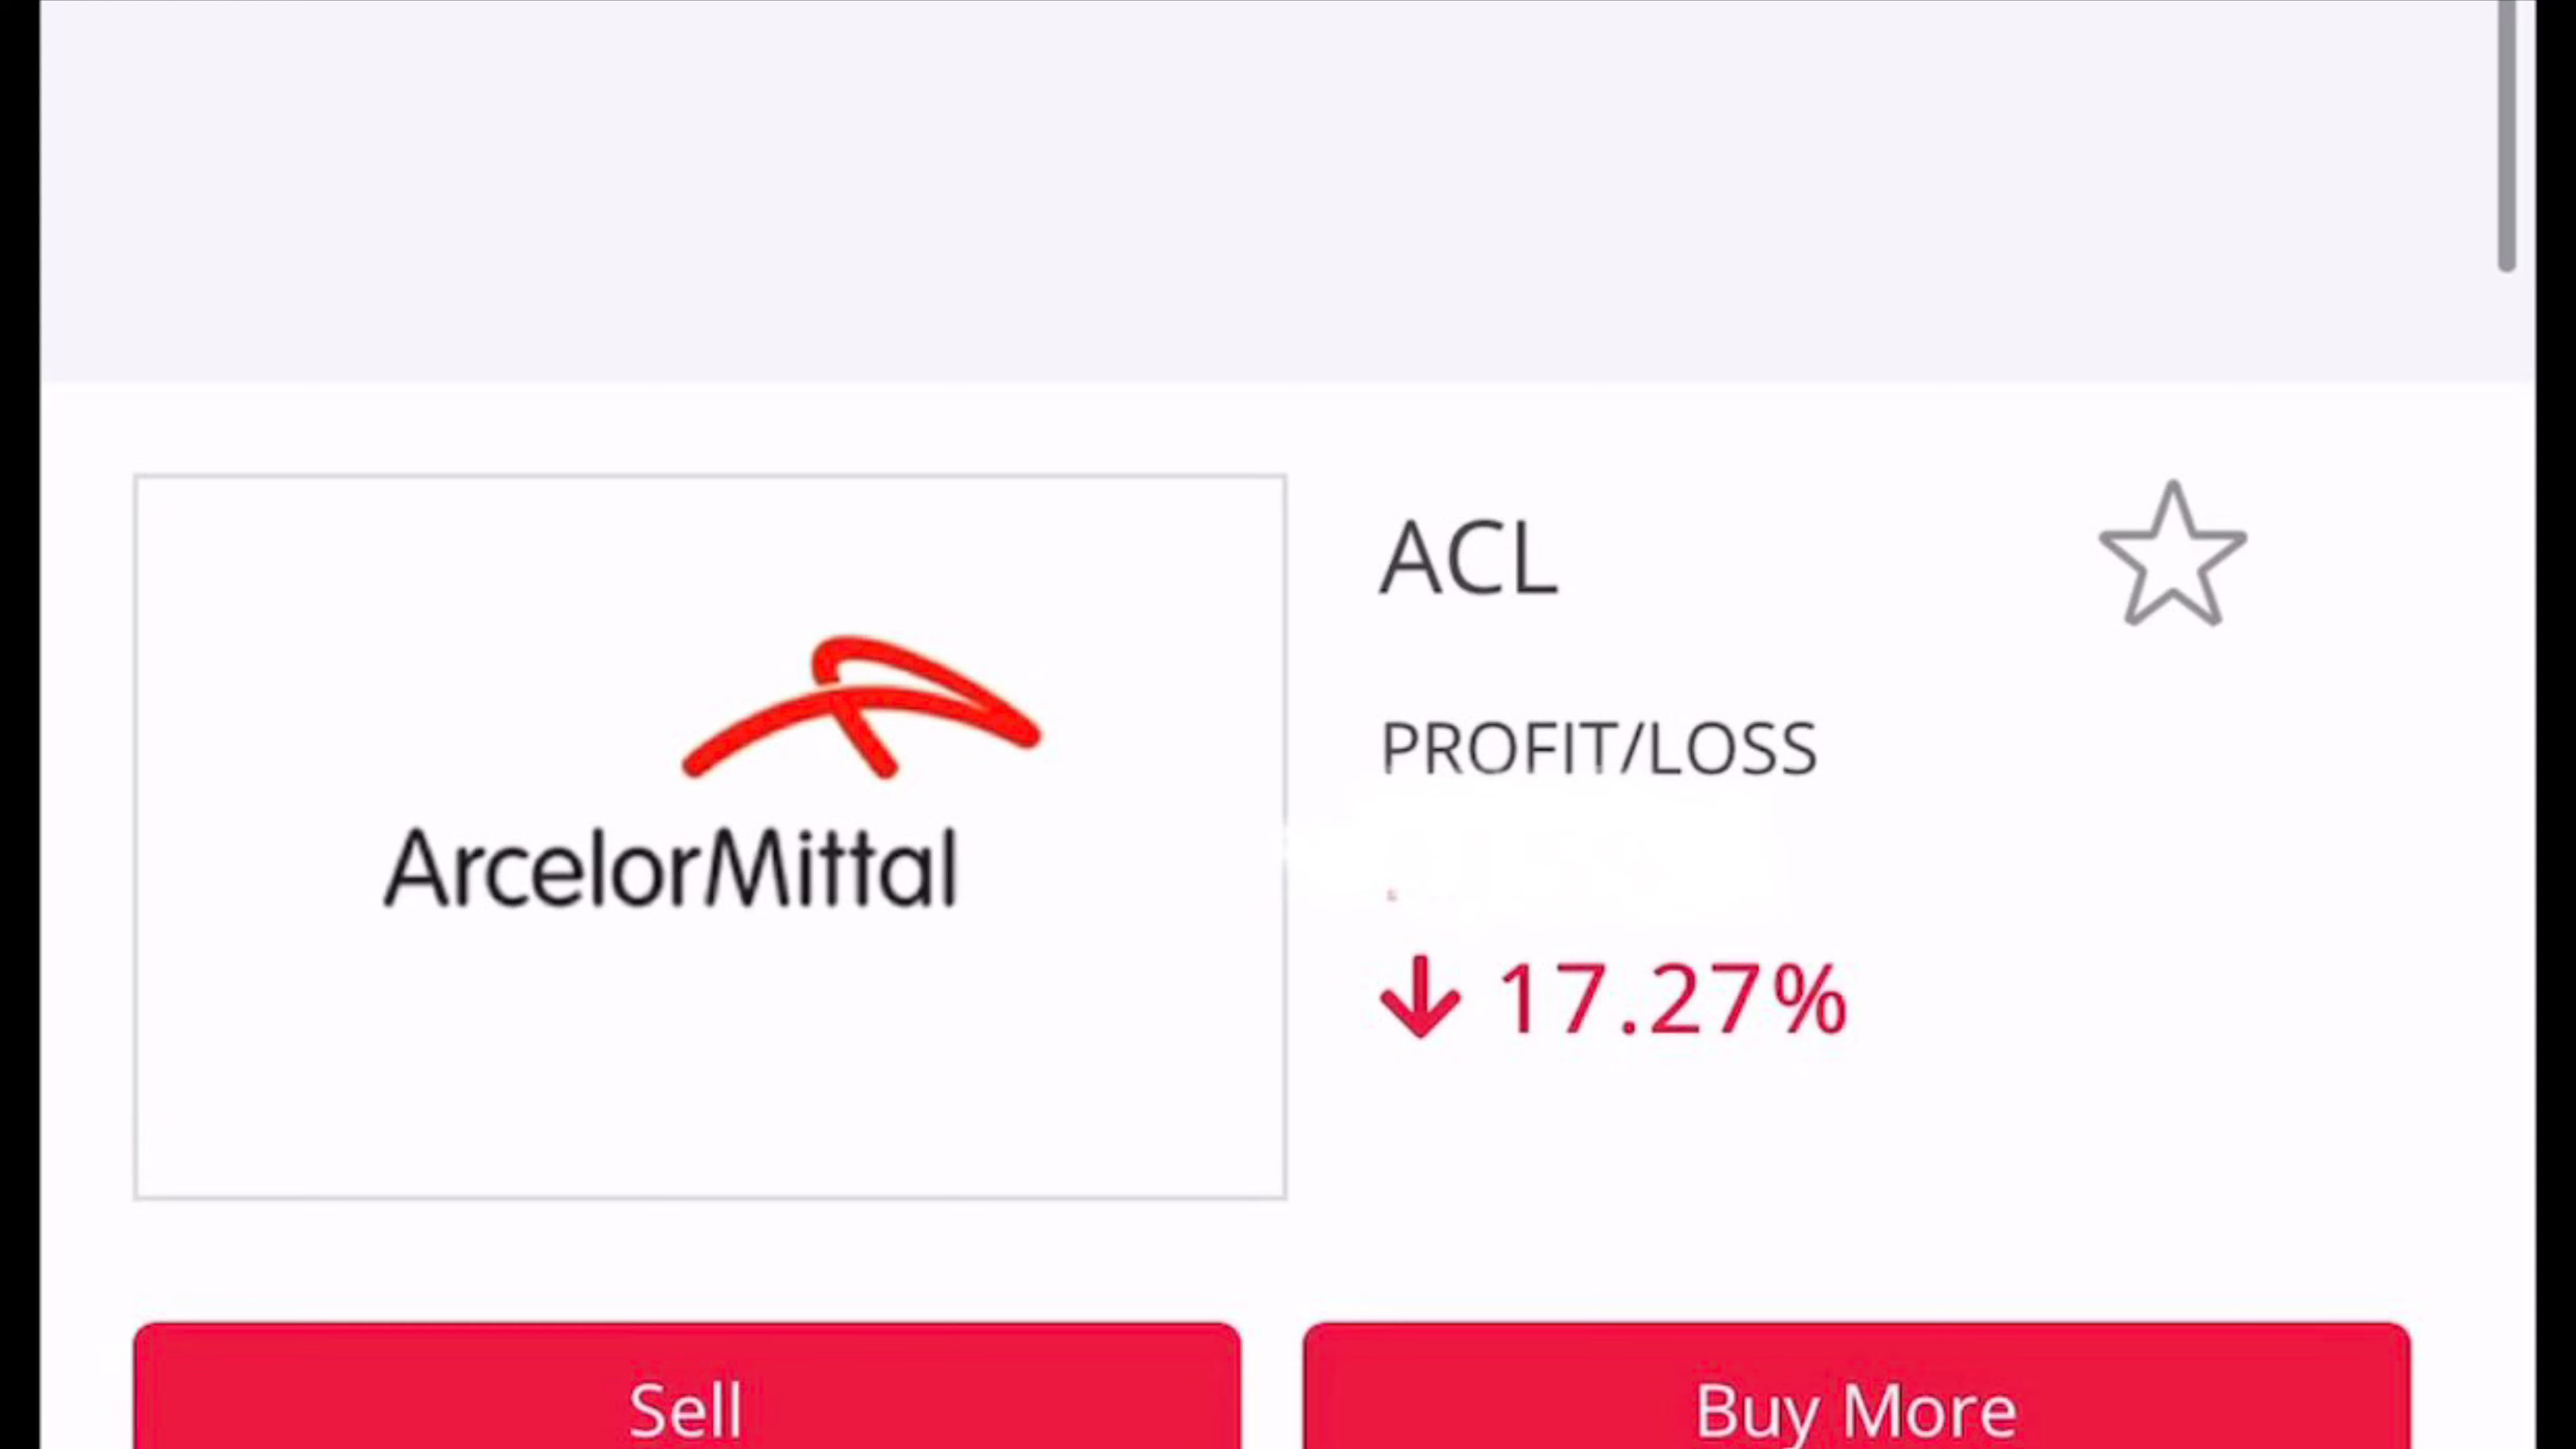 ACL
PROFIT/LOSS
ArcelorMittal
17.27%
Sell
Buy More